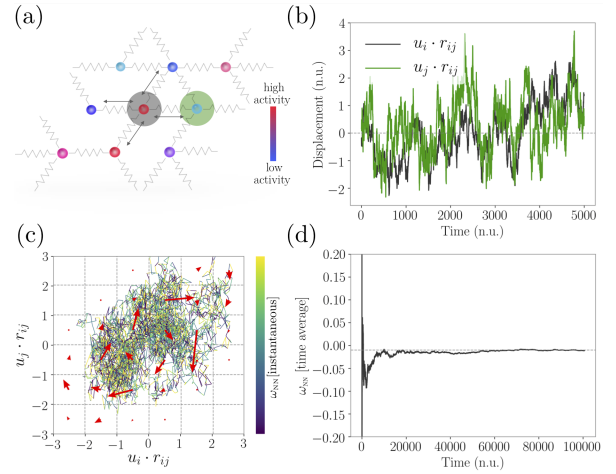 (a)
high
activity
low
activity
(b)
u_i · r_ij
u_j · r_ij
Displacement (n.u.)
4
3
2
1
0
−1
−2
0 1000 2000 3000 4000 5000
Time (n.u.)
(c)
u_j · r_ij
3
2
1
0
−1
−2
−3
−3 −2 −1 0 1 2 3
u_i · r_ij
ω_NN [instantaneous]
(d)
ω_NN [time average]
0.20
0.15
0.10
0.05
0.00
−0.05
−0.10
−0.15
−0.20
0 20000 40000 60000 80000 100000
Time (n.u.)